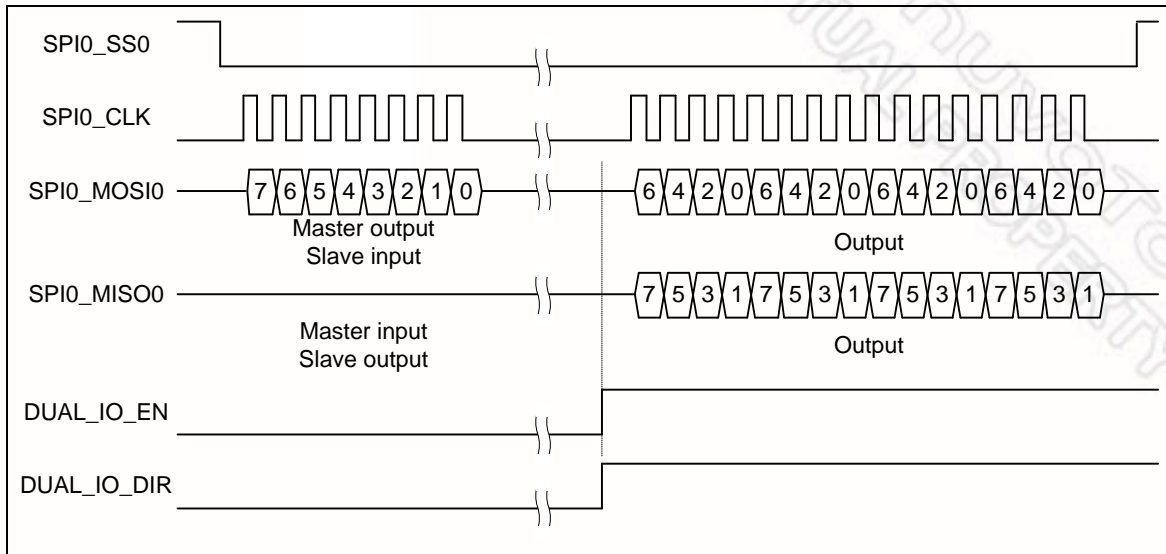 SPI0_SS0
SPI0_CLK
SPI0_MOSI0
7 6 5 4 3 2 1 0
6 4 2 0 6 4 2 0 6 4 2 0 6 4 2 0
Master output
Slave input
Output
SPI0_MISO0
7 5 3 1 7 5 3 1 7 5 3 1 7 5 3 1
Master input
Slave output
Output
DUAL_IO_EN
DUAL_IO_DIR
PROPERTY